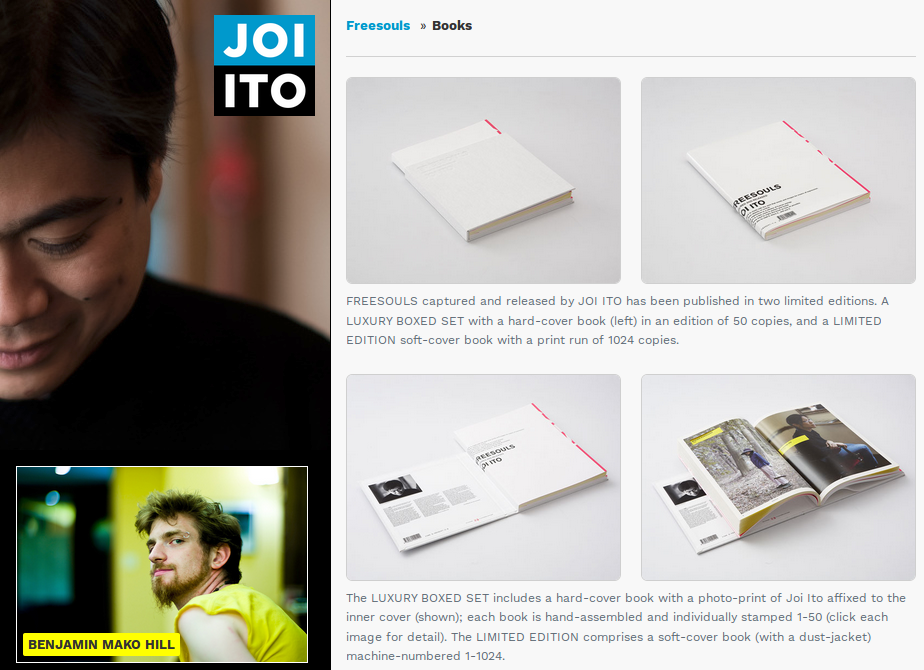 JOI
ITO
BENJAMIN MAKO HILL
Freesouls » Books
FREESOULS
JOI ITO
FREESOULS captured and released by JOI ITO has been published in two limited editions. A
LUXURY BOXED SET with a hard-cover book (left) in an edition of 50 copies, and a LIMITED
EDITION soft-cover book with a print run of 1024 copies.
FREESOULS
JOI ITO
The LUXURY BOXED SET includes a hard-cover book with a photo-print of Joi Ito affixed to the
inner cover (shown); each book is hand-assembled and individually stamped 1-50 (click each
image for detail). The LIMITED EDITION comprises a soft-cover book (with a dust-jacket)
machine-numbered 1-1024.